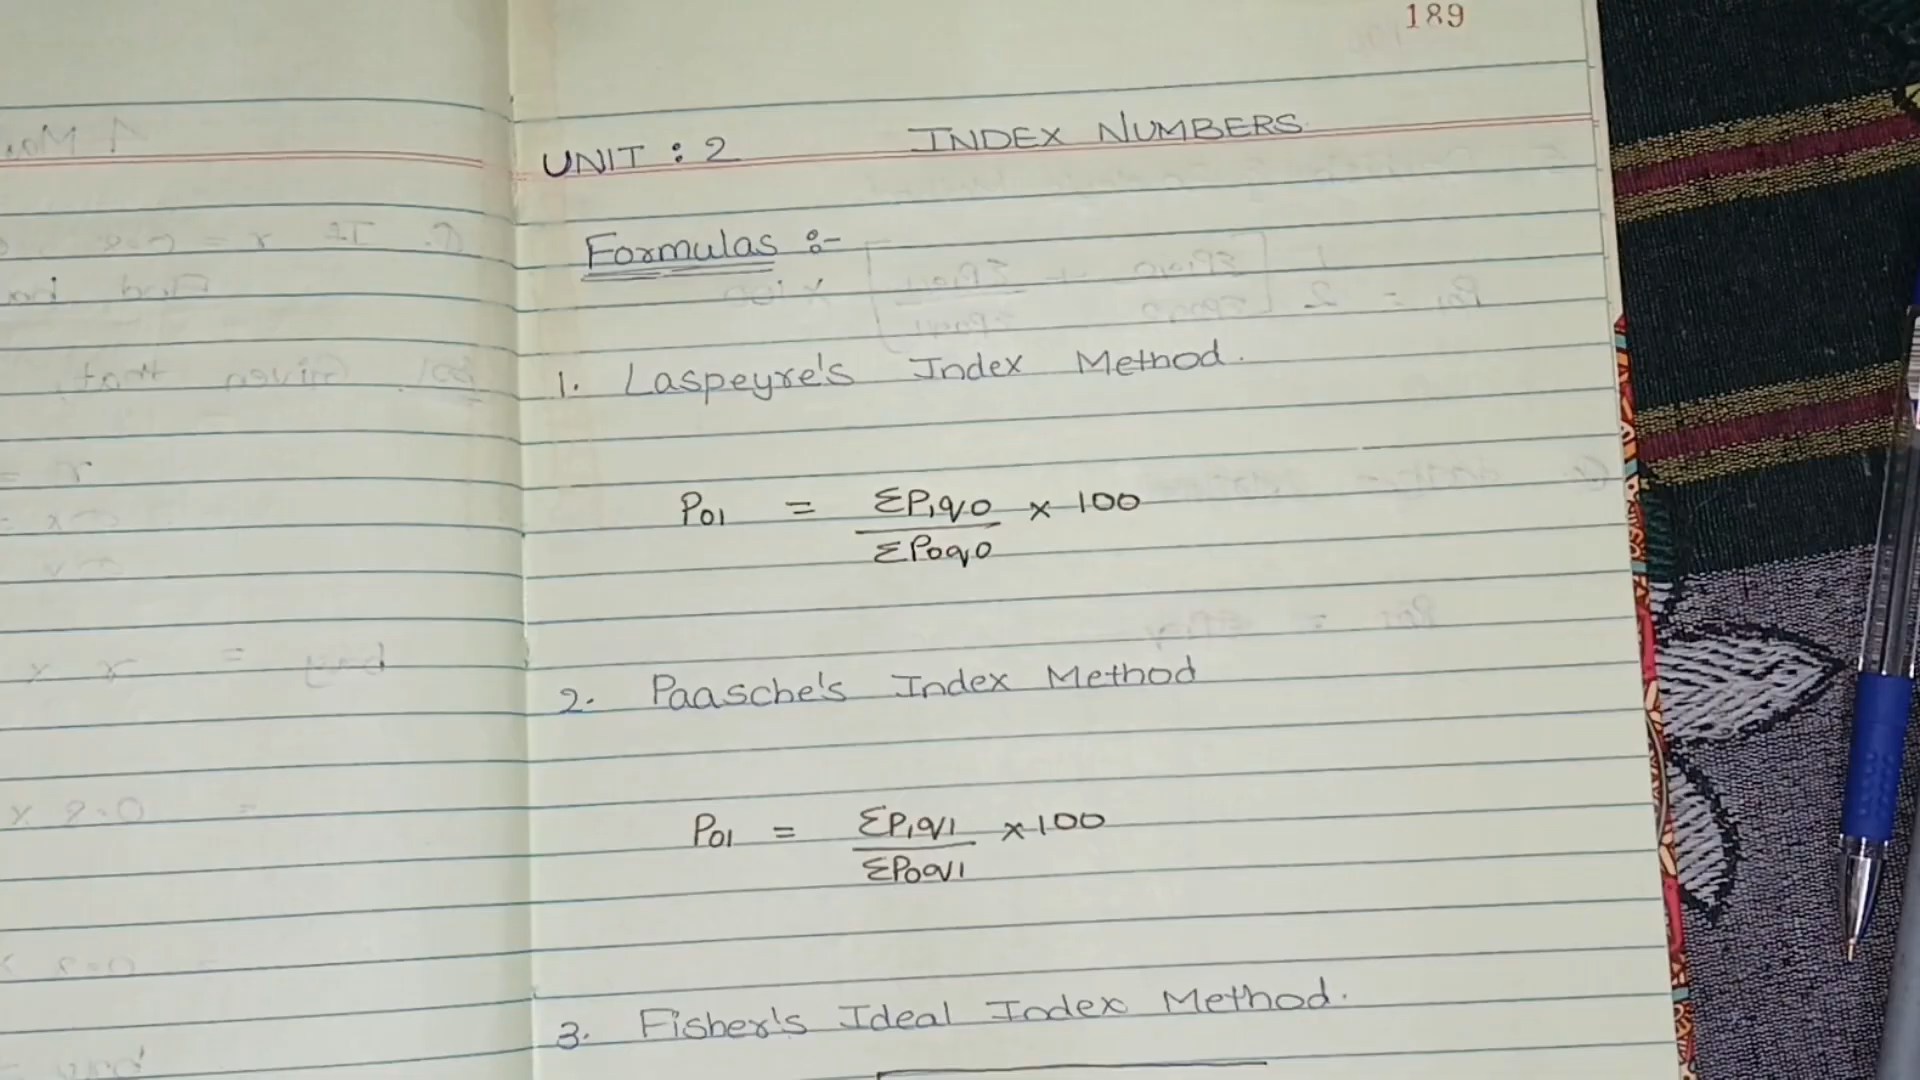 189
UNIT : 2 INDEX NUMBERS
Formulas :-
1. Laspeyre's Index Method.
P01 = ΣP1q0 / ΣP0q0 × 100
2. Paasche's Index Method
P01 = ΣP1q1 / ΣP0q1 × 100
3. Fisher's Ideal Index Method.